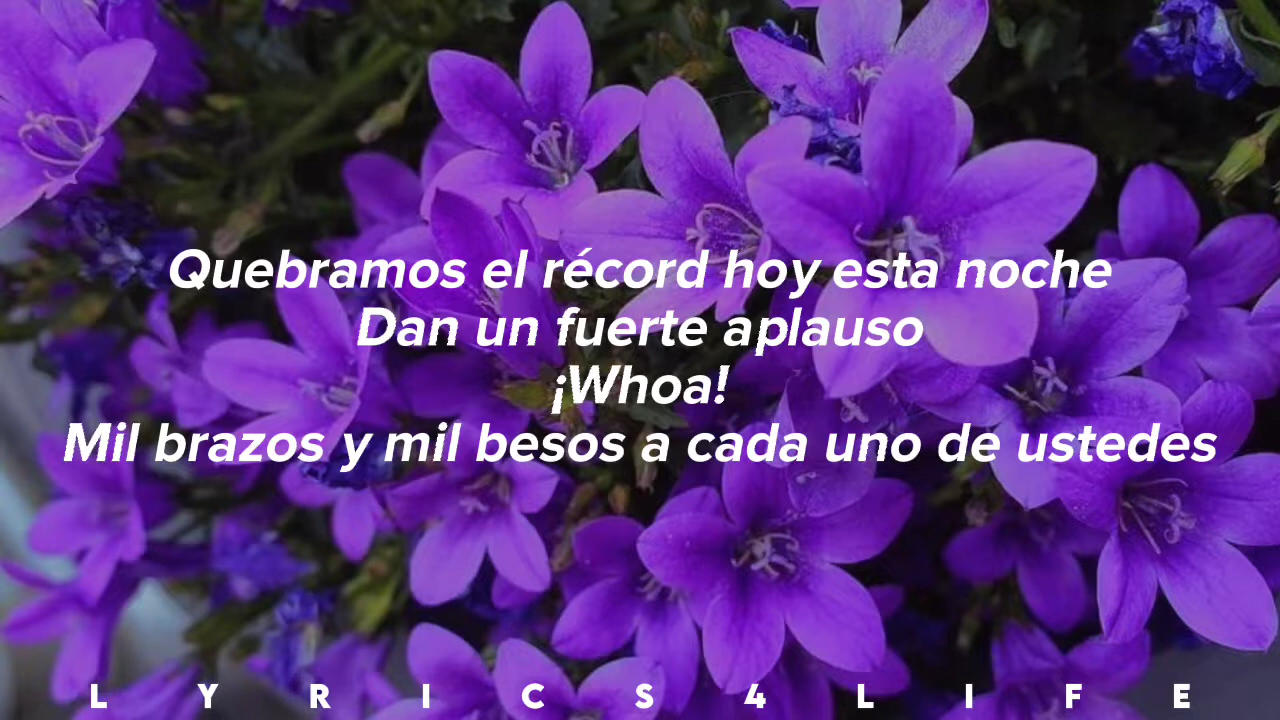 Quebramos el récord hoy esta noche
Dan un fuerte aplauso
¡Whoa!
Mil brazos y mil besos a cada uno de ustedes
LYRICS4LIFE